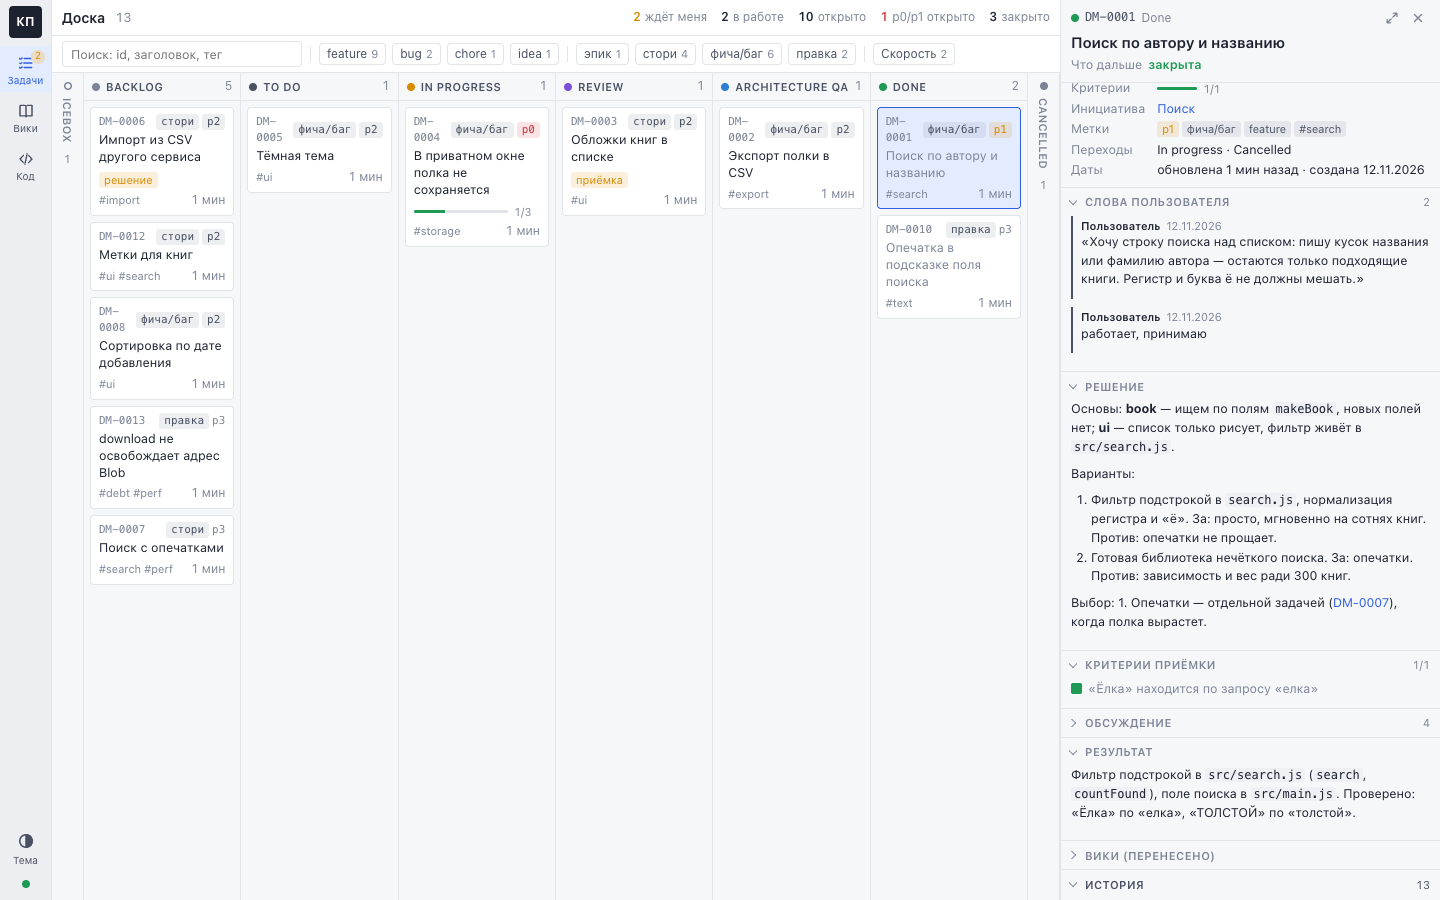 КП
2
Задачи
Вики
Код
Тема
Доска 13
2 ждёт меня 2 в работе 10 открыто 1 p0/p1 открыто 3 закрыто
Поиск: id, заголовок, тег
feature 9
bug 2
chore 1
idea 1
эпик 1
стори 4
фича/баг 6
правка 2
Скорость 2
ICEBOX
1
BACKLOG 5
DM-0006 стори p2
Импорт из CSV
другого сервиса
решение
#import 1 мин
DM-0012 стори p2
Метки для книг
#ui #search 1 мин
DM-
0008 фича/баг p2
Сортировка по дате
добавления
#ui 1 мин
DM-0013 правка p3
download не
освобождает адрес
Blob
#debt #perf 1 мин
DM-0007 стори p3
Поиск с опечатками
#search #perf 1 мин
TO DO 1
DM-
0005 фича/баг p2
Тёмная тема
#ui 1 мин
IN PROGRESS 1
DM-
0004 фича/баг p0
В приватном окне
полка не
сохраняется
1/3
#storage 1 мин
REVIEW 1
DM-0003 стори p2
Обложки книг в
списке
приёмка
#ui 1 мин
ARCHITECTURE QA 1
DM-
0002 фича/баг p2
Экспорт полки в
CSV
#export 1 мин
DONE 2
DM-
0001 фича/баг p1
Поиск по автору и
названию
#search 1 мин
DM-0010 правка p3
Опечатка в
подсказке поля
поиска
#text 1 мин
CANCELLED
1
DM-0001 Done
Поиск по автору и названию
Что дальше закрыта
Критерии 1/1
Инициатива Поиск
Метки p1 фича/баг feature #search
Переходы In progress · Cancelled
Даты обновлена 1 мин назад · создана 12.11.2026
СЛОВА ПОЛЬЗОВАТЕЛЯ 2
Пользователь 12.11.2026
«Хочу строку поиска над списком: пишу кусок названия
или фамилию автора — остаются только подходящие
книги. Регистр и буква ё не должны мешать.»
Пользователь 12.11.2026
работает, принимаю
РЕШЕНИЕ
Основы: book — ищем по полям makeBook, новых полей
нет; ui — список только рисует, фильтр живёт в
src/search.js.
Варианты:
1. Фильтр подстрокой в search.js, нормализация
регистра и «ё». За: просто, мгновенно на сотнях книг.
Против: опечатки не прощает.
2. Готовая библиотека нечёткого поиска. За: опечатки.
Против: зависимость и вес ради 300 книг.
Выбор: 1. Опечатки — отдельной задачей (DM-0007),
когда полка вырастет.
КРИТЕРИИ ПРИЁМКИ 1/1
«Ёлка» находится по запросу «елка»
ОБСУЖДЕНИЕ 4
РЕЗУЛЬТАТ
Фильтр подстрокой в src/search.js (search,
countFound), поле поиска в src/main.js. Проверено:
«Ёлка» по «елка», «ТОЛСТОЙ» по «толстой».
ВИКИ (ПЕРЕНЕСЕНО)
ИСТОРИЯ 13